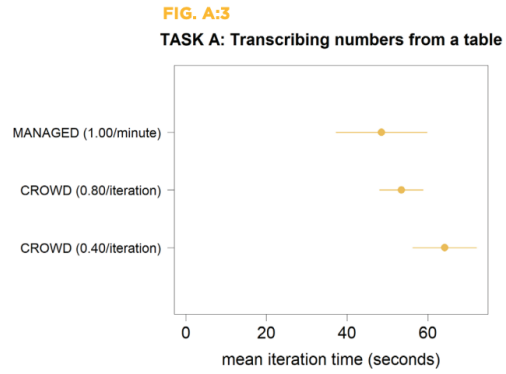 FIG. A:3
TASK A: Transcribing numbers from a table
MANAGED (1.00/minute)
CROWD (0.80/iteration)
CROWD (0.40/iteration)
0 20 40 60
mean iteration time (seconds)